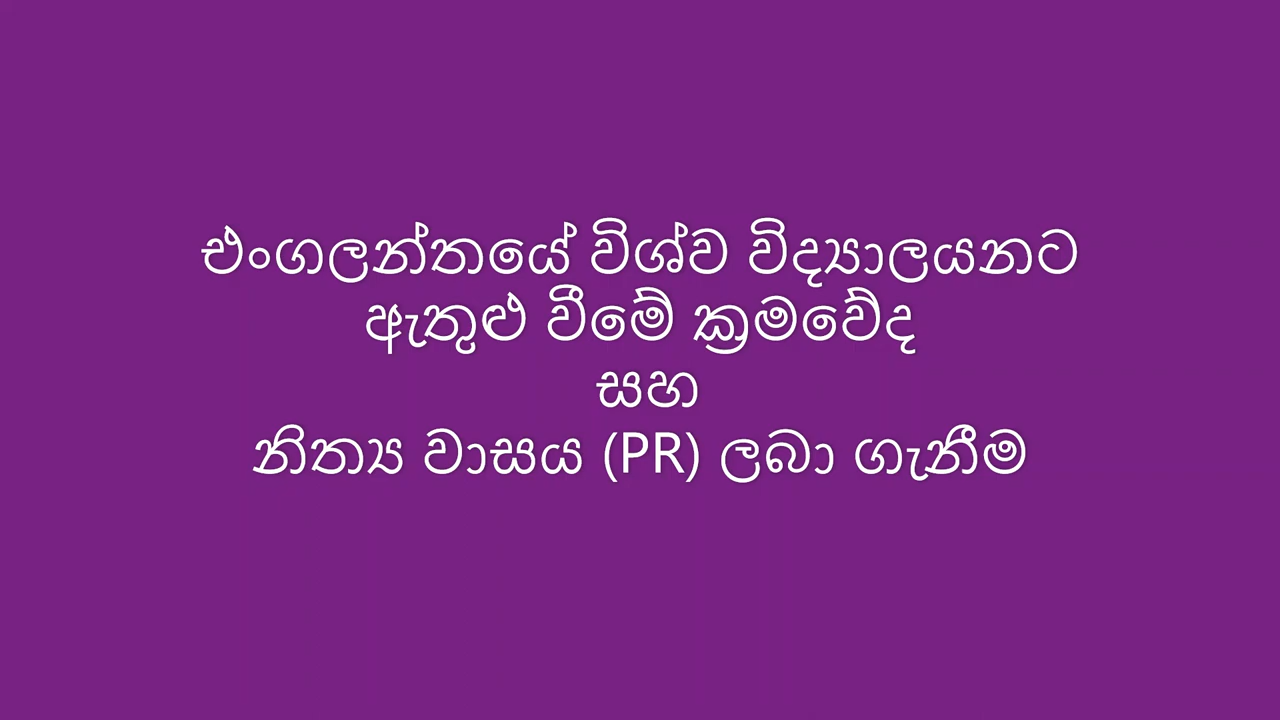 එංගලන්තයේ විශ්ව විද්‍යාලයනට
ඇතුළු වීමේ ක්‍රමවේද
සහ
නිත්‍ය වාසය (PR) ලබා ගැනීම